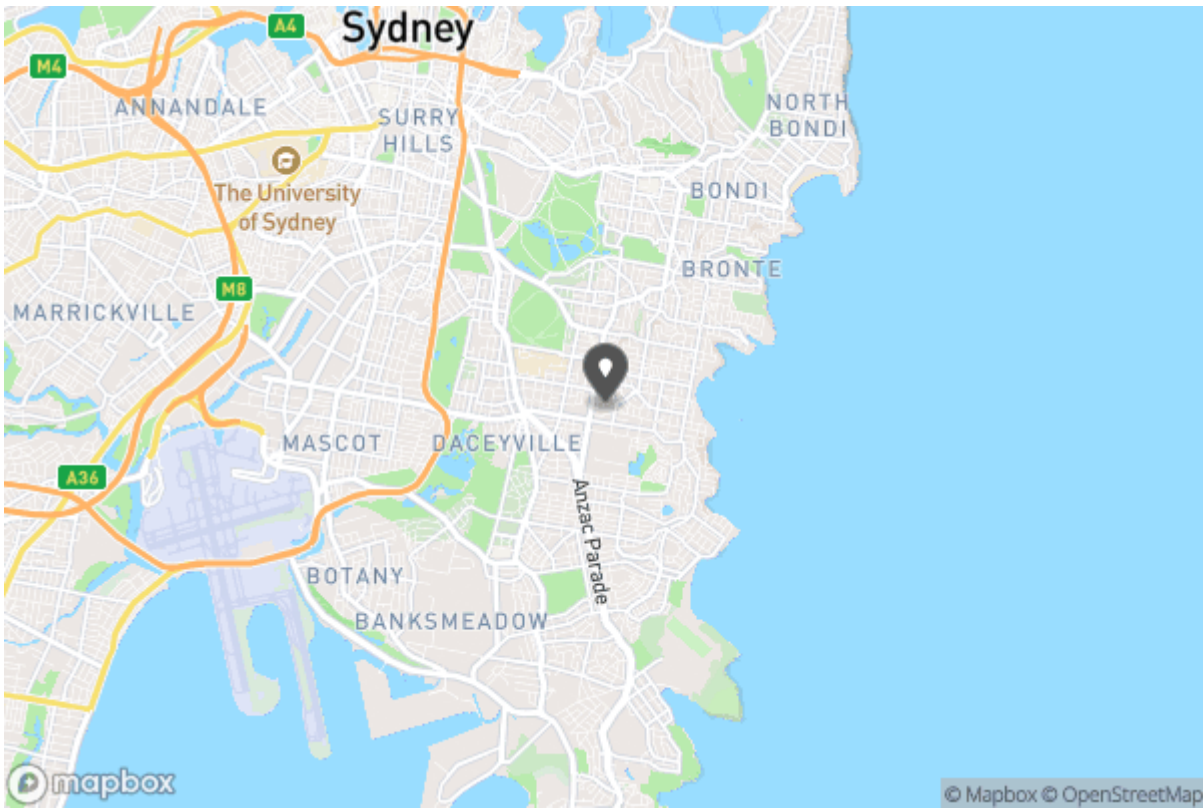 Sydney
A4
M4
ANNANDALE
NORTH
BONDI
SURRY
HILLS
The University
of Sydney
BONDI
BRONTE
M8
MARRICKVILLE
MASCOT
DACEYVILLE
A36
Anzac Parade
BOTANY
BANKSMEADOW
mapbox
© Mapbox © OpenStreetMap